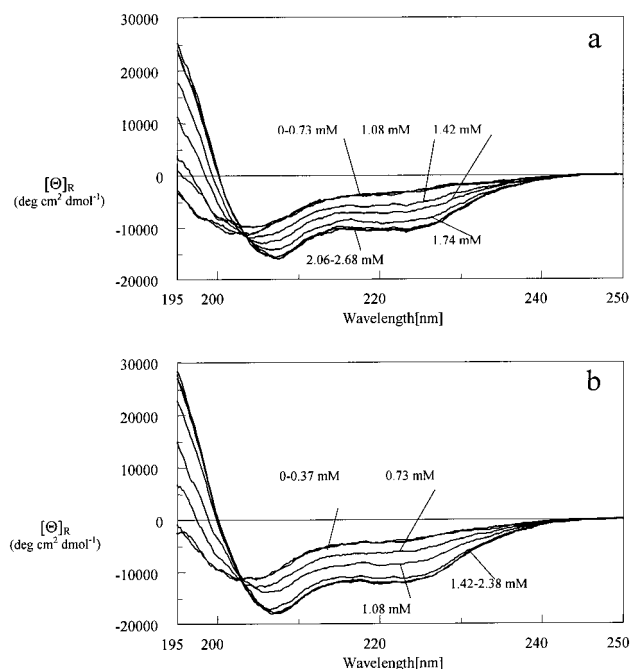 a
30000
20000
10000
0
-10000
-20000
[Θ]R
(deg cm² dmol⁻¹)
0-0.73 mM 1.08 mM 1.42 mM
1.74 mM
2.06-2.68 mM
195 200 220 240 250
Wavelength[nm]
b
30000
20000
10000
0
-10000
-20000
[Θ]R
(deg cm² dmol⁻¹)
0-0.37 mM 0.73 mM
1.42-2.38 mM
1.08 mM
195 200 220 240 250
Wavelength[nm]